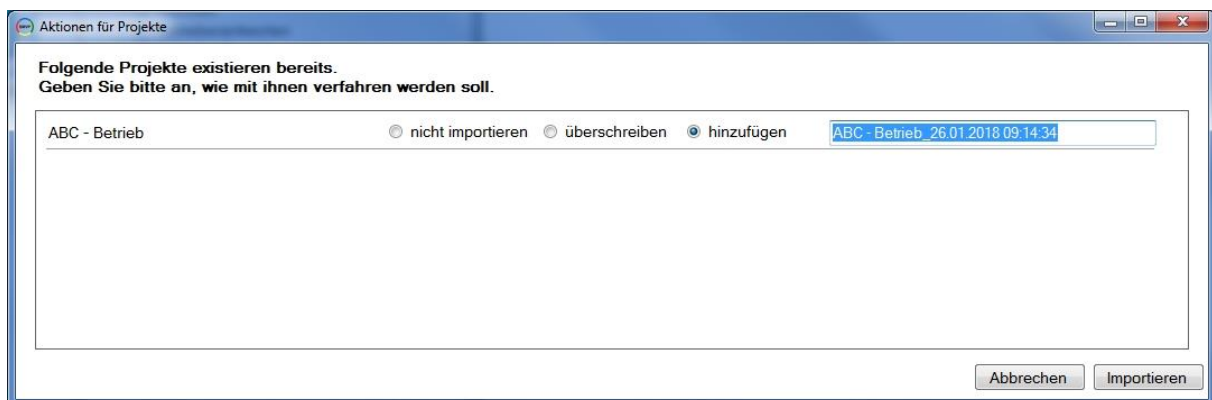 Aktionen für Projekte
Folgende Projekte existieren bereits.
Geben Sie bitte an, wie mit ihnen verfahren werden soll.
ABC - Betrieb nicht importieren überschreiben hinzufügen ABC - Betrieb_26.01.2018 09:14:34
Abbrechen Importieren